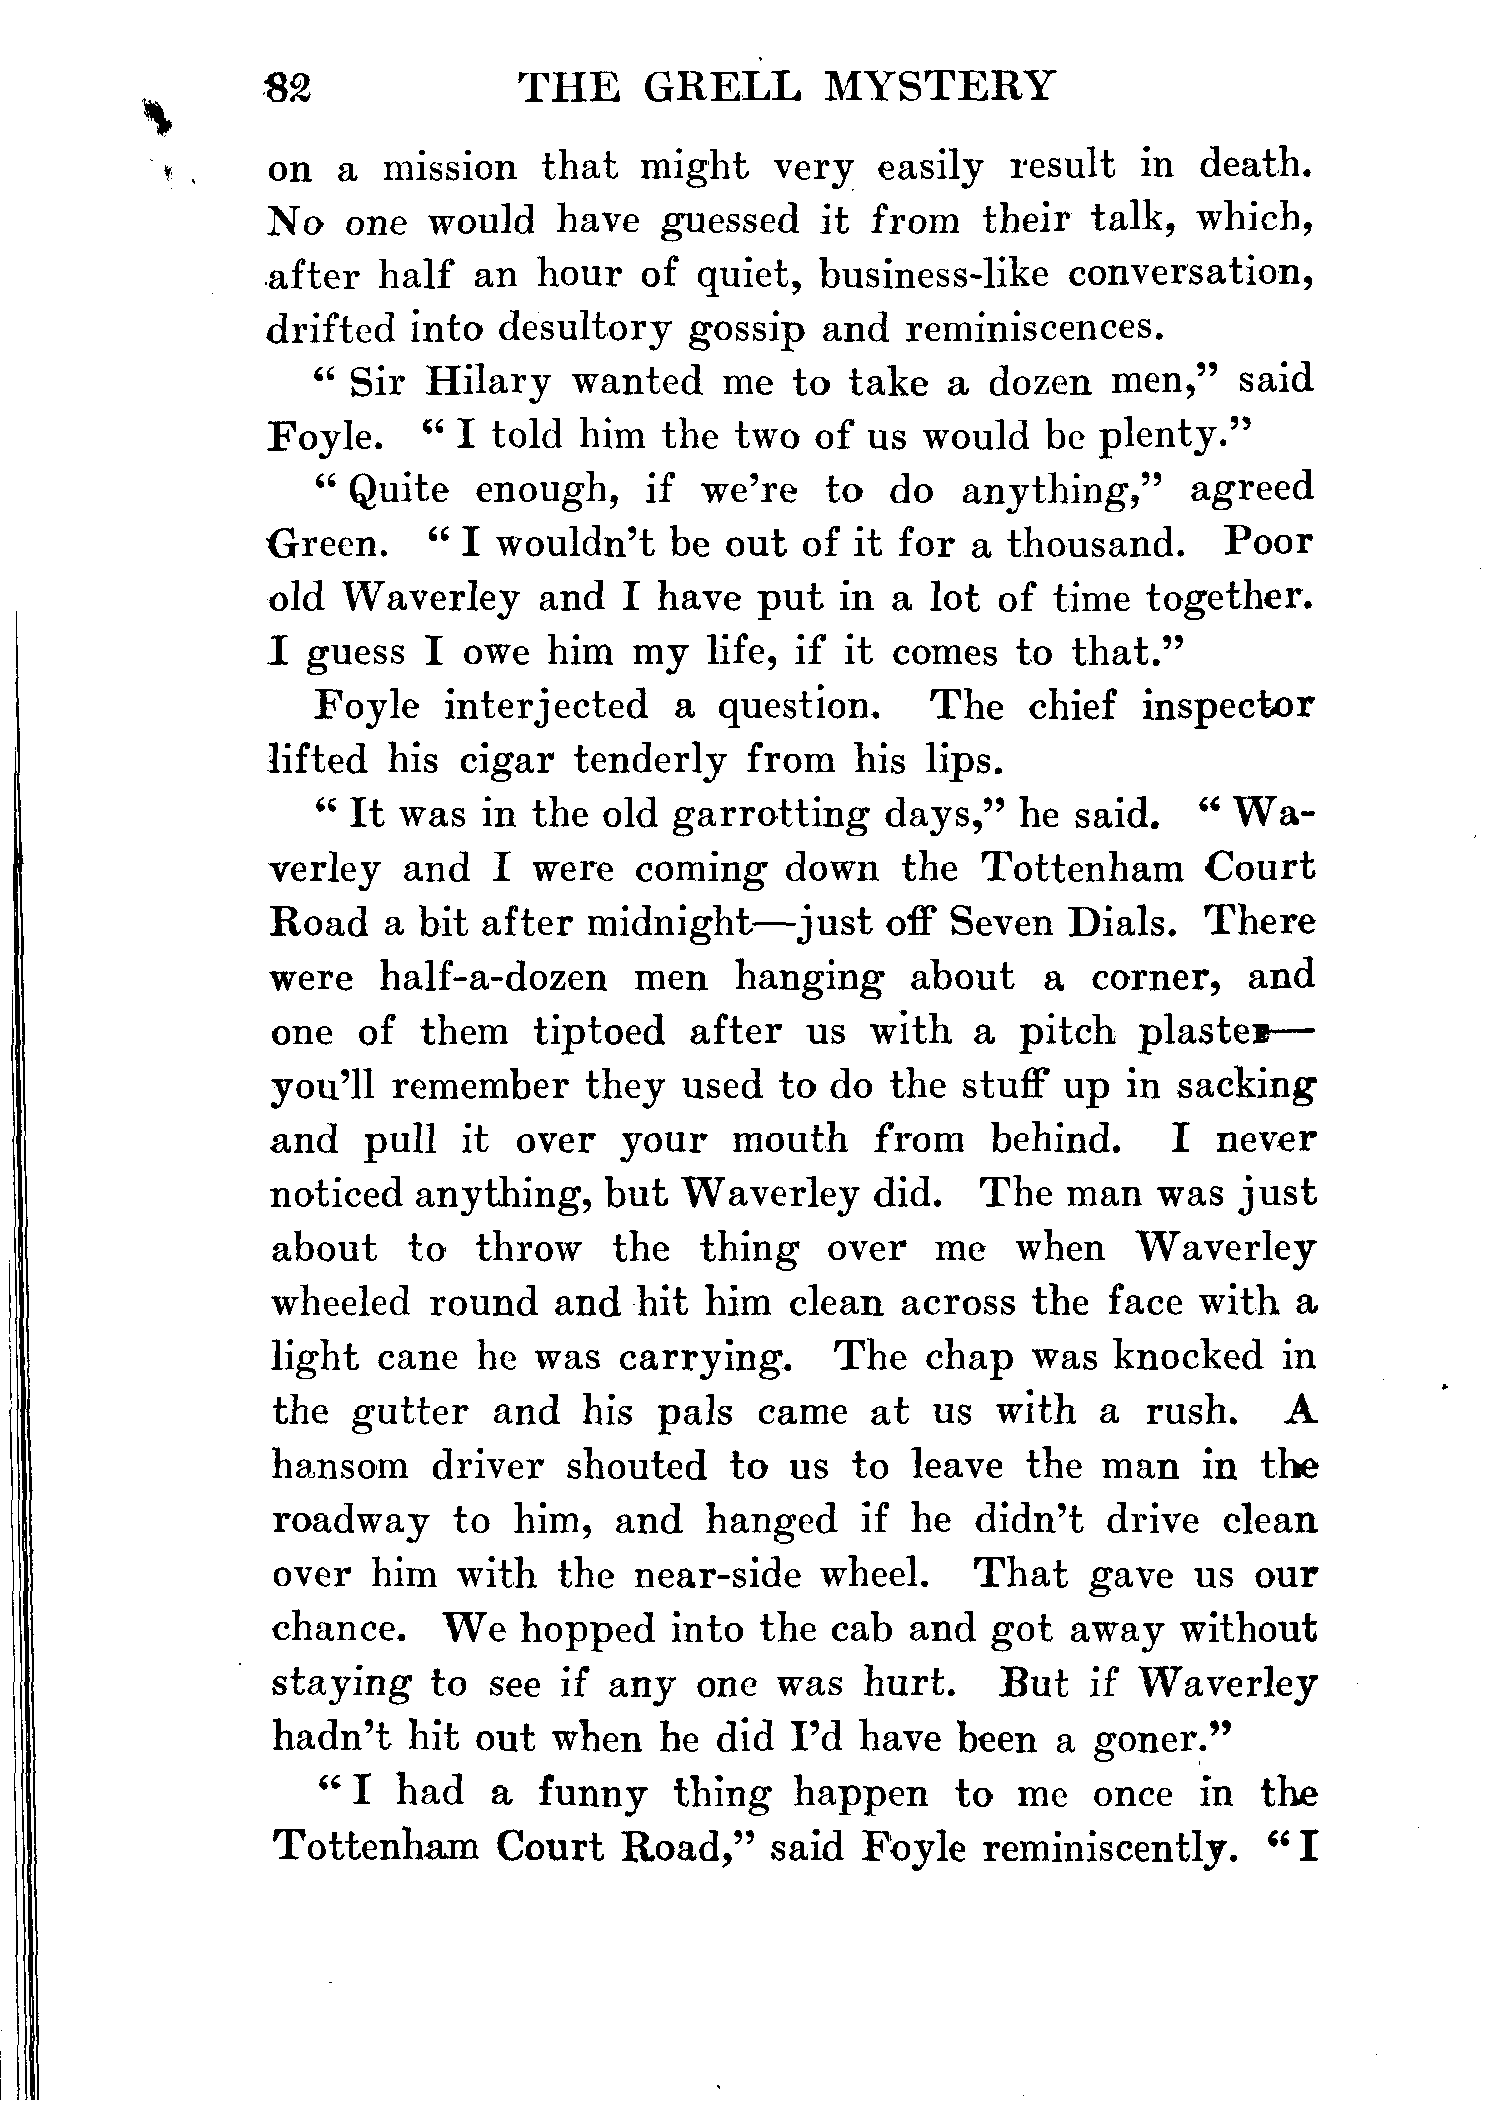 82 THE GRELL MYSTERY
on a mission that might very easily result in death.
No one would have guessed it from their talk, which,
after half an hour of quiet, business-like conversation,
drifted into desultory gossip and reminiscences.
“ Sir Hilary wanted me to take a dozen men,” said
Foyle. “ I told him the two of us would be plenty.”
“ Quite enough, if we’re to do anything,” agreed
Green. “ I wouldn’t be out of it for a thousand. Poor
old Waverley and I have put in a lot of time together.
I guess I owe him my life, if it comes to that.”
Foyle interjected a question. The chief inspector
lifted his cigar tenderly from his lips.
“ It was in the old garrotting days,” he said. “ Wa-
verley and I were coming down the Tottenham Court
Road a bit after midnight—just off Seven Dials. There
were half-a-dozen men hanging about a corner, and
one of them tiptoed after us with a pitch plaster—
you’ll remember they used to do the stuff up in sacking
and pull it over your mouth from behind. I never
noticed anything, but Waverley did. The man was just
about to throw the thing over me when Waverley
wheeled round and hit him clean across the face with a
light cane he was carrying. The chap was knocked in
the gutter and his pals came at us with a rush. A
hansom driver shouted to us to leave the man in the
roadway to him, and hanged if he didn’t drive clean
over him with the near-side wheel. That gave us our
chance. We hopped into the cab and got away without
staying to see if any one was hurt. But if Waverley
hadn’t hit out when he did I’d have been a goner.”
“ I had a funny thing happen to me once in the
Tottenham Court Road,” said Foyle reminiscently. “ I